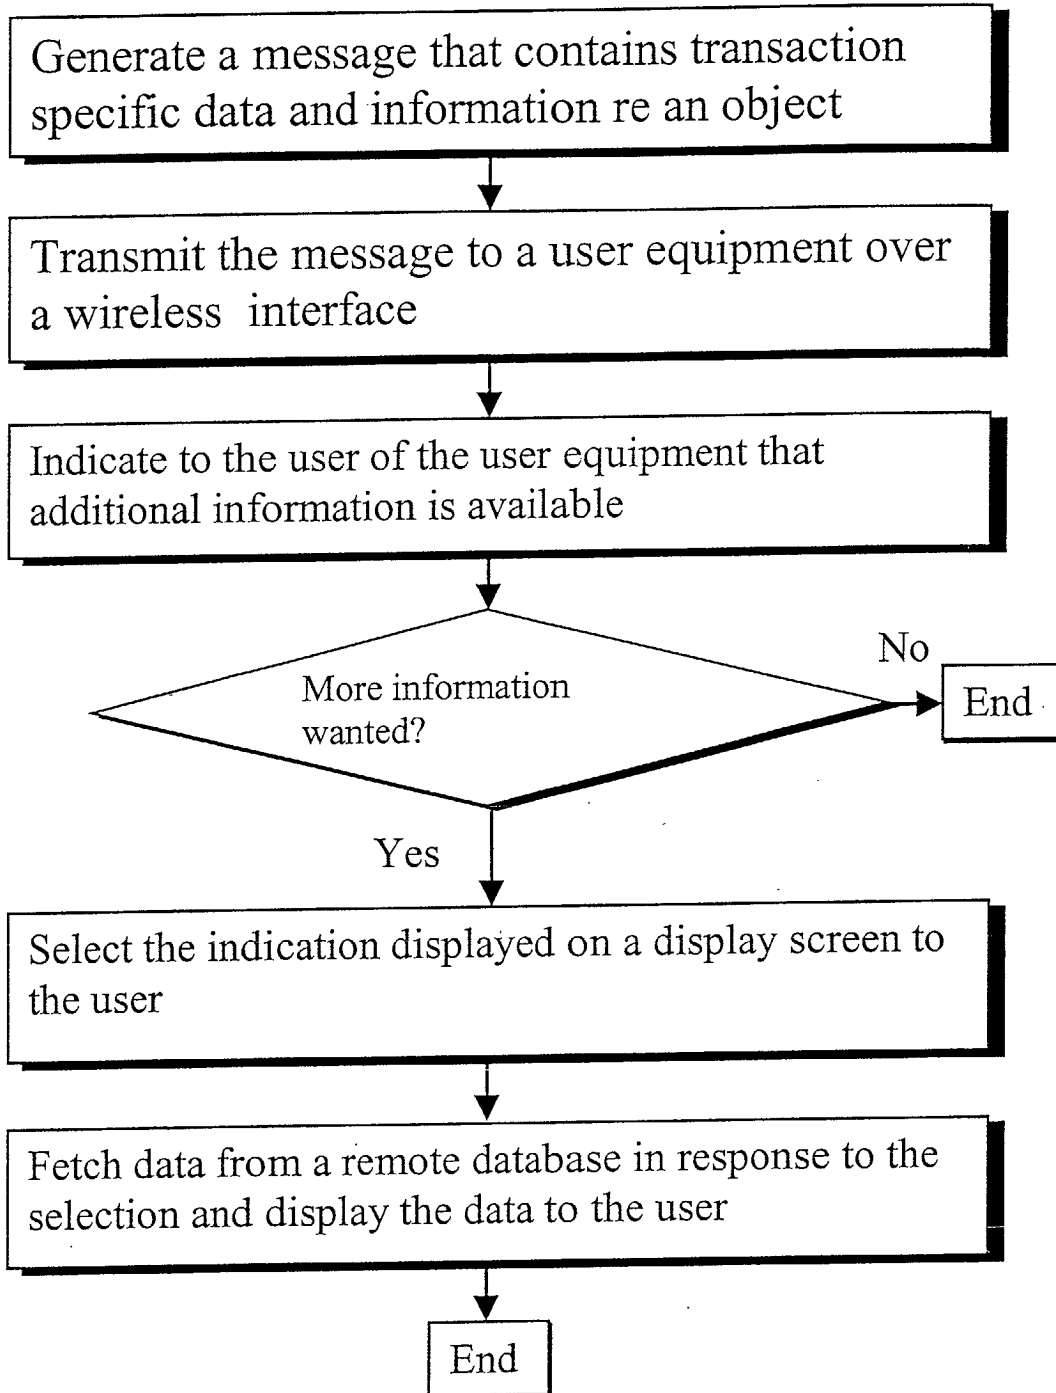 Generate a message that contains transaction
specific data and information re an object
Transmit the message to a user equipment over
a wireless interface
Indicate to the user of the user equipment that
additional information is available
More information
wanted?
No
End
Yes
Select the indication displayed on a display screen to
the user
Fetch data from a remote database in response to the
selection and display the data to the user
End